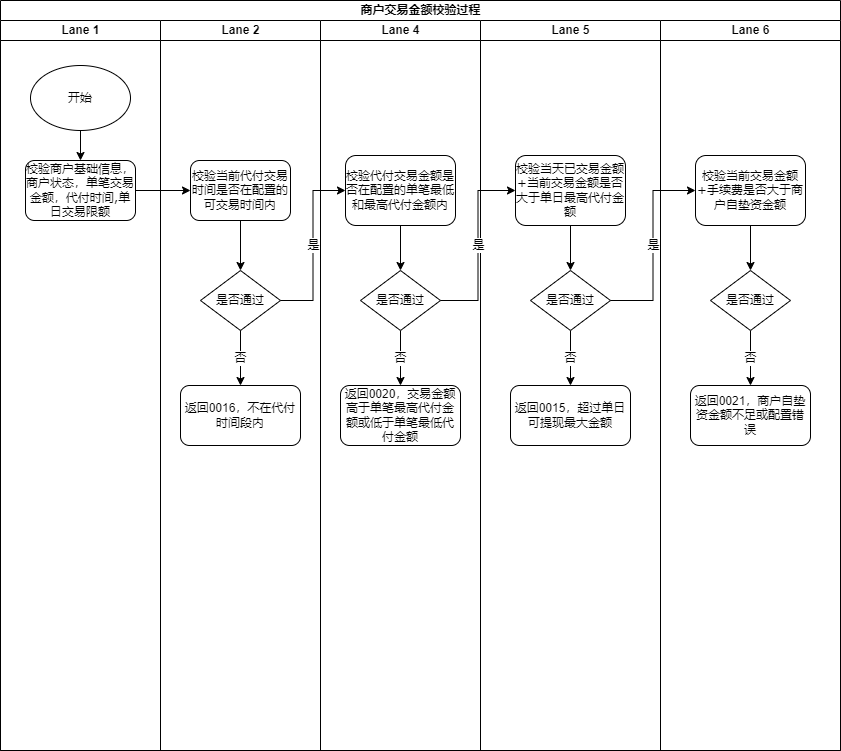 商户交易金额校验过程
Lane 1
Lane 2
Lane 4
Lane 5
Lane 6
开始
校验商户基础信息，
商户状态，单笔交易
金额，代付时间,单
日交易限额
校验当前代付交易
时间是否在配置的
可交易时间内
校验代付交易金额是
否在配置的单笔最低
和最高代付金额内
校验当天已交易金额
+当前交易金额是否
大于单日最高代付金
额
校验当前交易金额
+手续费是否大于商
户自垫资金额
是
是
是
是否通过
是否通过
是否通过
是否通过
否
否
否
否
返回0016，不在代付
时间段内
返回0020，交易金额
高于单笔最高代付金
额或低于单笔最低代
付金额
返回0015，超过单日
可提现最大金额
返回0021，商户自垫
资金额不足或配置错
误